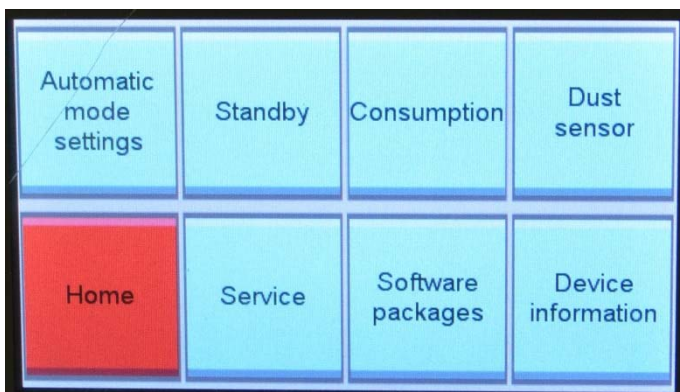 Automatic
mode
settings
Standby
Consumption
Dust
sensor
Home
Service
Software
packages
Device
information